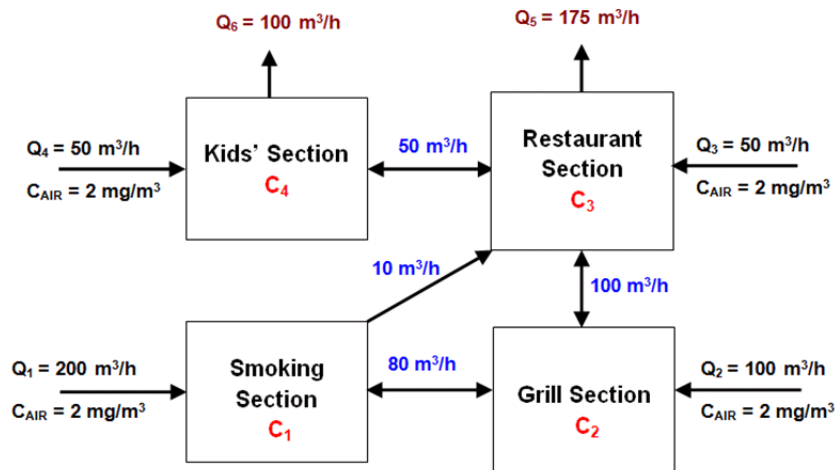 Q₆ = 100 m³/h
Q₅ = 175 m³/h
Q₄ = 50 m³/h
C_AIR = 2 mg/m³
Kids' Section
C₄
50 m³/h
Restaurant
Section
C₃
Q₃ = 50 m³/h
C_AIR = 2 mg/m³
10 m³/h
100 m³/h
Q₁ = 200 m³/h
C_AIR = 2 mg/m³
Smoking
Section
C₁
80 m³/h
Grill Section
C₂
Q₂ = 100 m³/h
C_AIR = 2 mg/m³